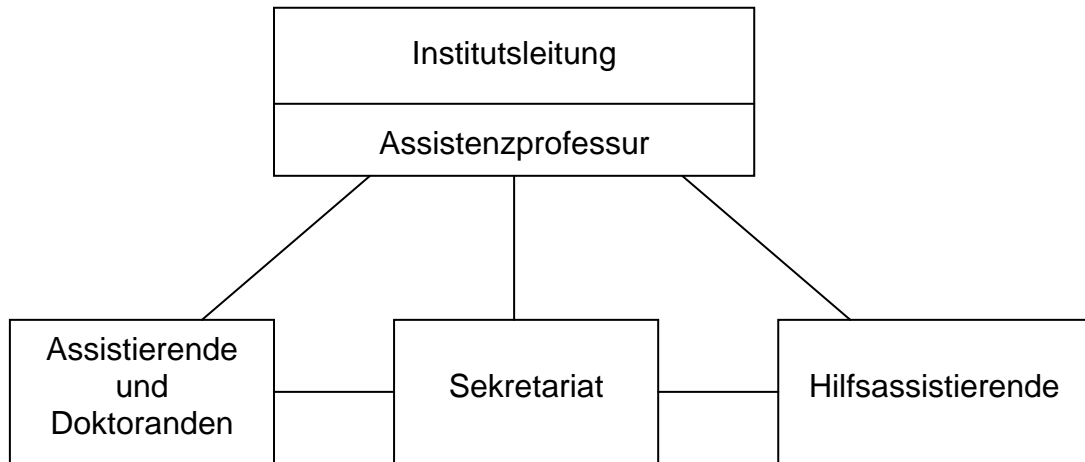 Institutsleitung
Assistenzprofessur
Assistierende
und
Doktoranden
Sekretariat
Hilfsassistierende